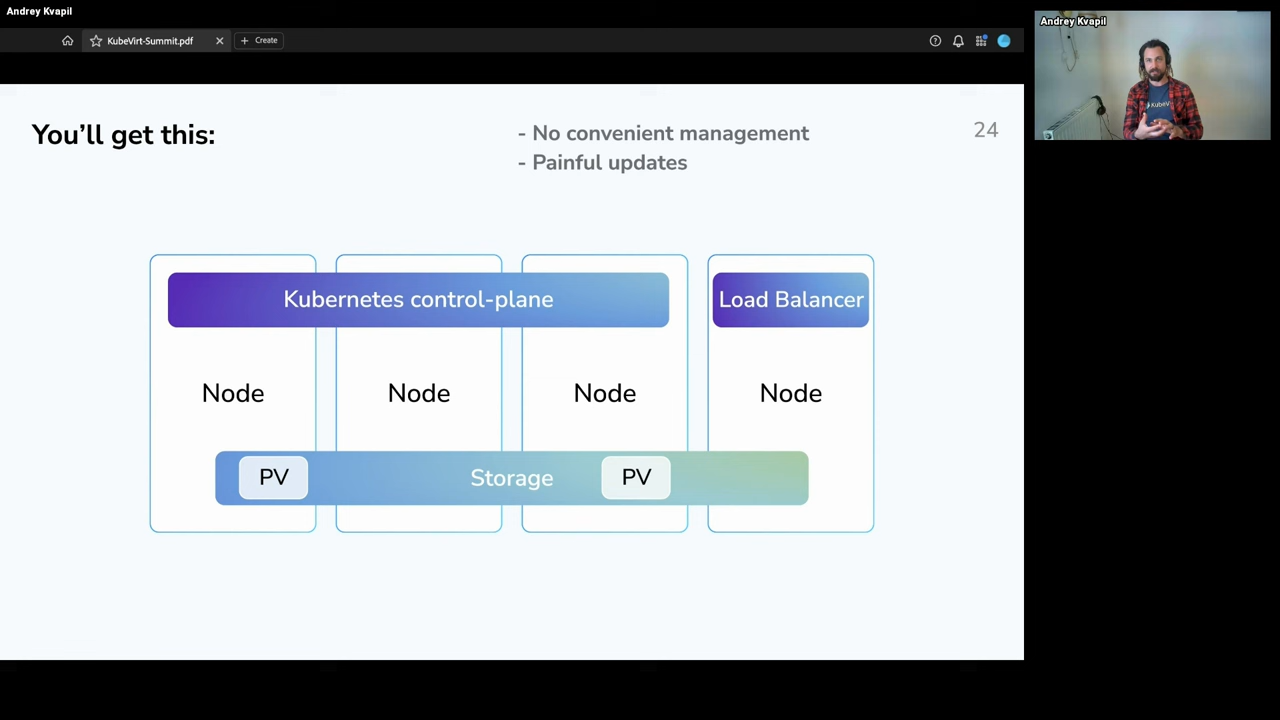 Andrey Kvapil
Andrey Kvapil
KubeVirt-Summit.pdf
Create
You'll get this:
- No convenient management
- Painful updates
24
Kubernetes control-plane
Load Balancer
Node
Node
Node
Node
PV
Storage
PV